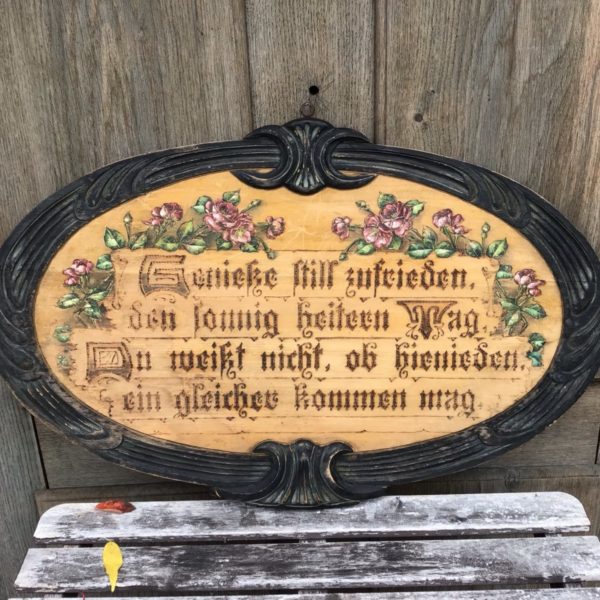 Genieße still zufrieden,
den sonnig heitern Tag.
Du weißt nicht, ob hienieden,
ein gleicher kommen mag.